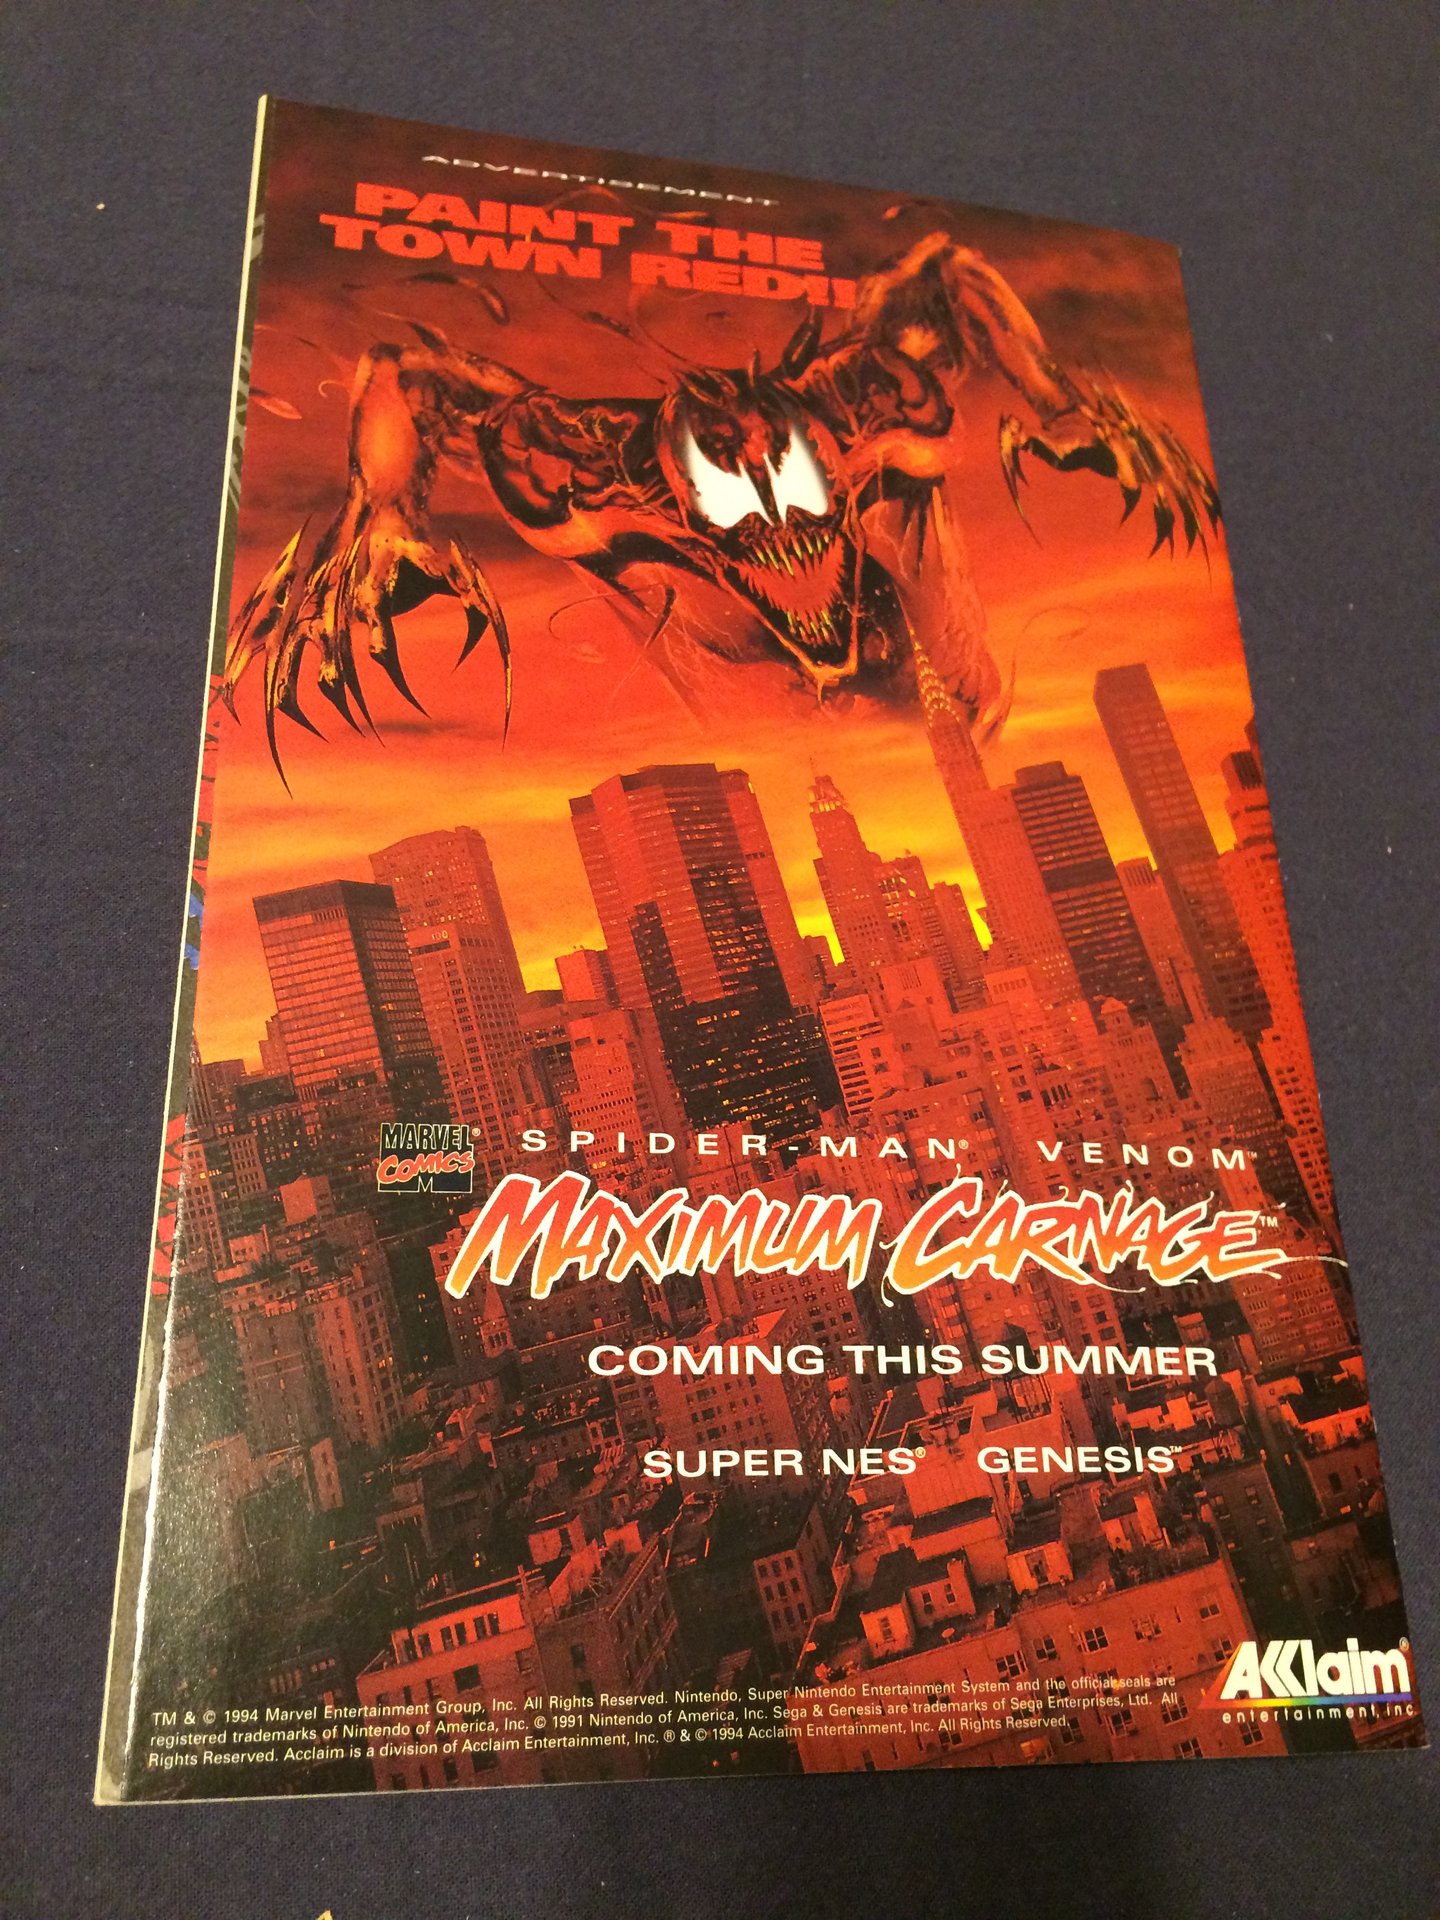 ADVERTISEMENT
PAINT THE
TOWN RED!!
100
MARVEL®
COMICS
M
SPIDER-MAN® VENOM™
MAXIMUM CARNAGE™
COMING THIS SUMMER
SUPER NES® GENESIS™
Acclaim®
entertainment, inc.
TM & © 1994 Marvel Entertainment Group, Inc. All Rights Reserved. Nintendo, Super Nintendo Entertainment System and the official seals are
registered trademarks of Nintendo of America, Inc. © 1991 Nintendo of America, Inc. Sega & Genesis are trademarks of Sega Enterprises, Ltd. All
Rights Reserved. Acclaim is a division of Acclaim Entertainment, Inc. ® & © 1994 Acclaim Entertainment, Inc. All Rights Reserved.